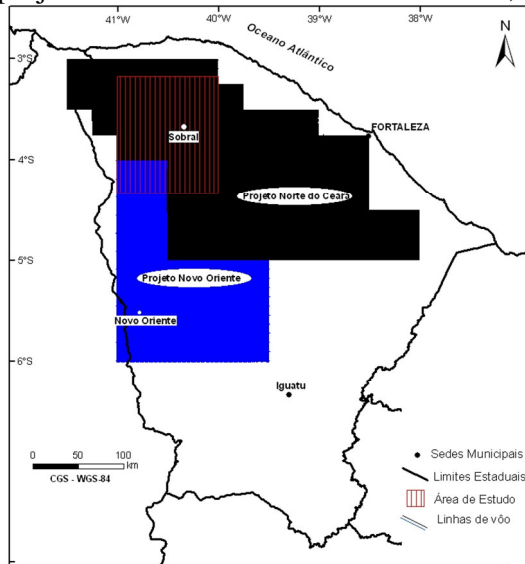 41°W 40°W 39°W 38°W
N
Oceano Atlântico
3°S
FORTALEZA
Sobral
4°S
Projeto Norte do Ceará
5°S
Projeto Novo Oriente
Novo Oriente
6°S
Iguatu
0 50 100
km
CGS - WGS-84
Sedes Municipais
Limites Estaduais
Área de Estudo
Linhas de vôo